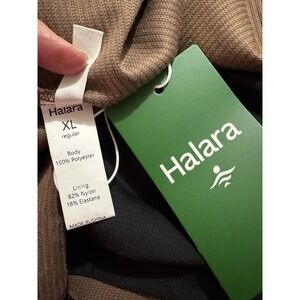 Halara
XL
regular
Body
100% Polyester
Lining
82% Nylon
18% Elastane
MADE IN CHINA
Halara